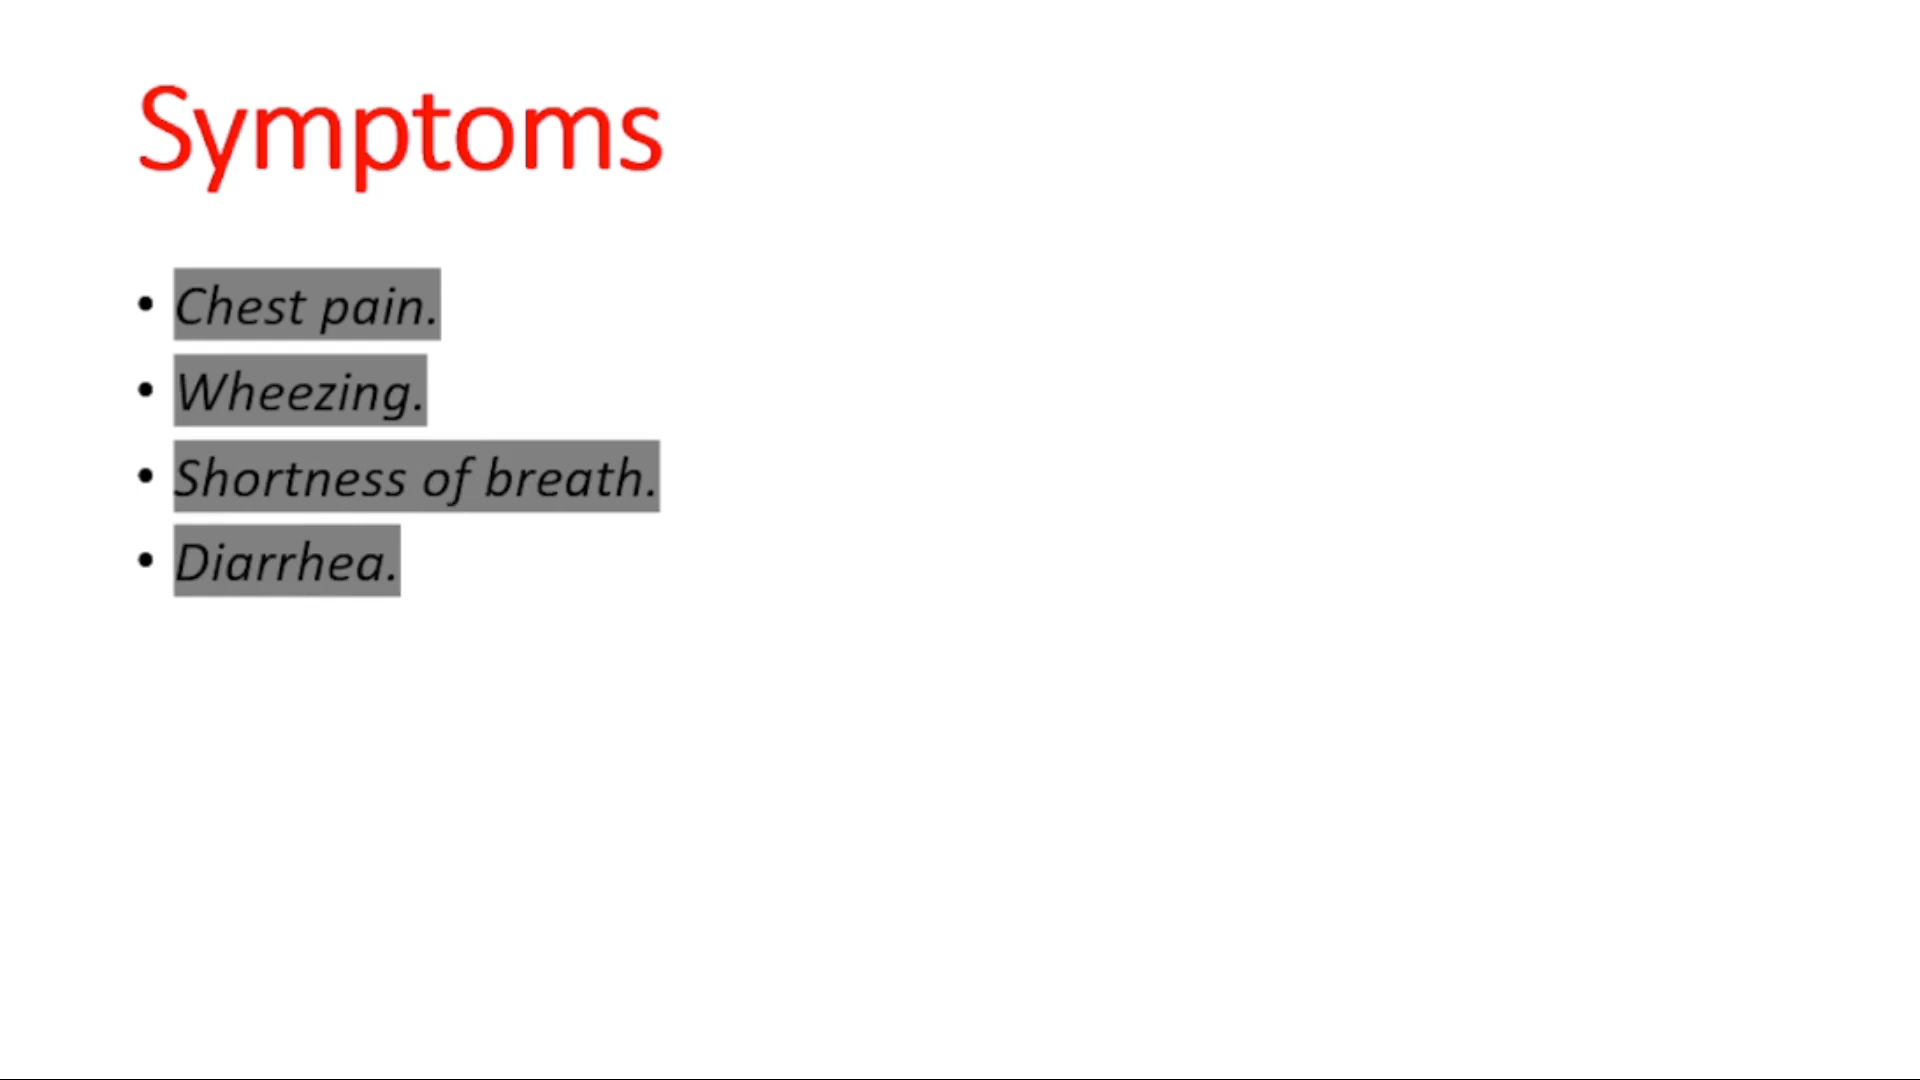 Symptoms
• Chest pain.
• Wheezing.
• Shortness of breath.
• Diarrhea.